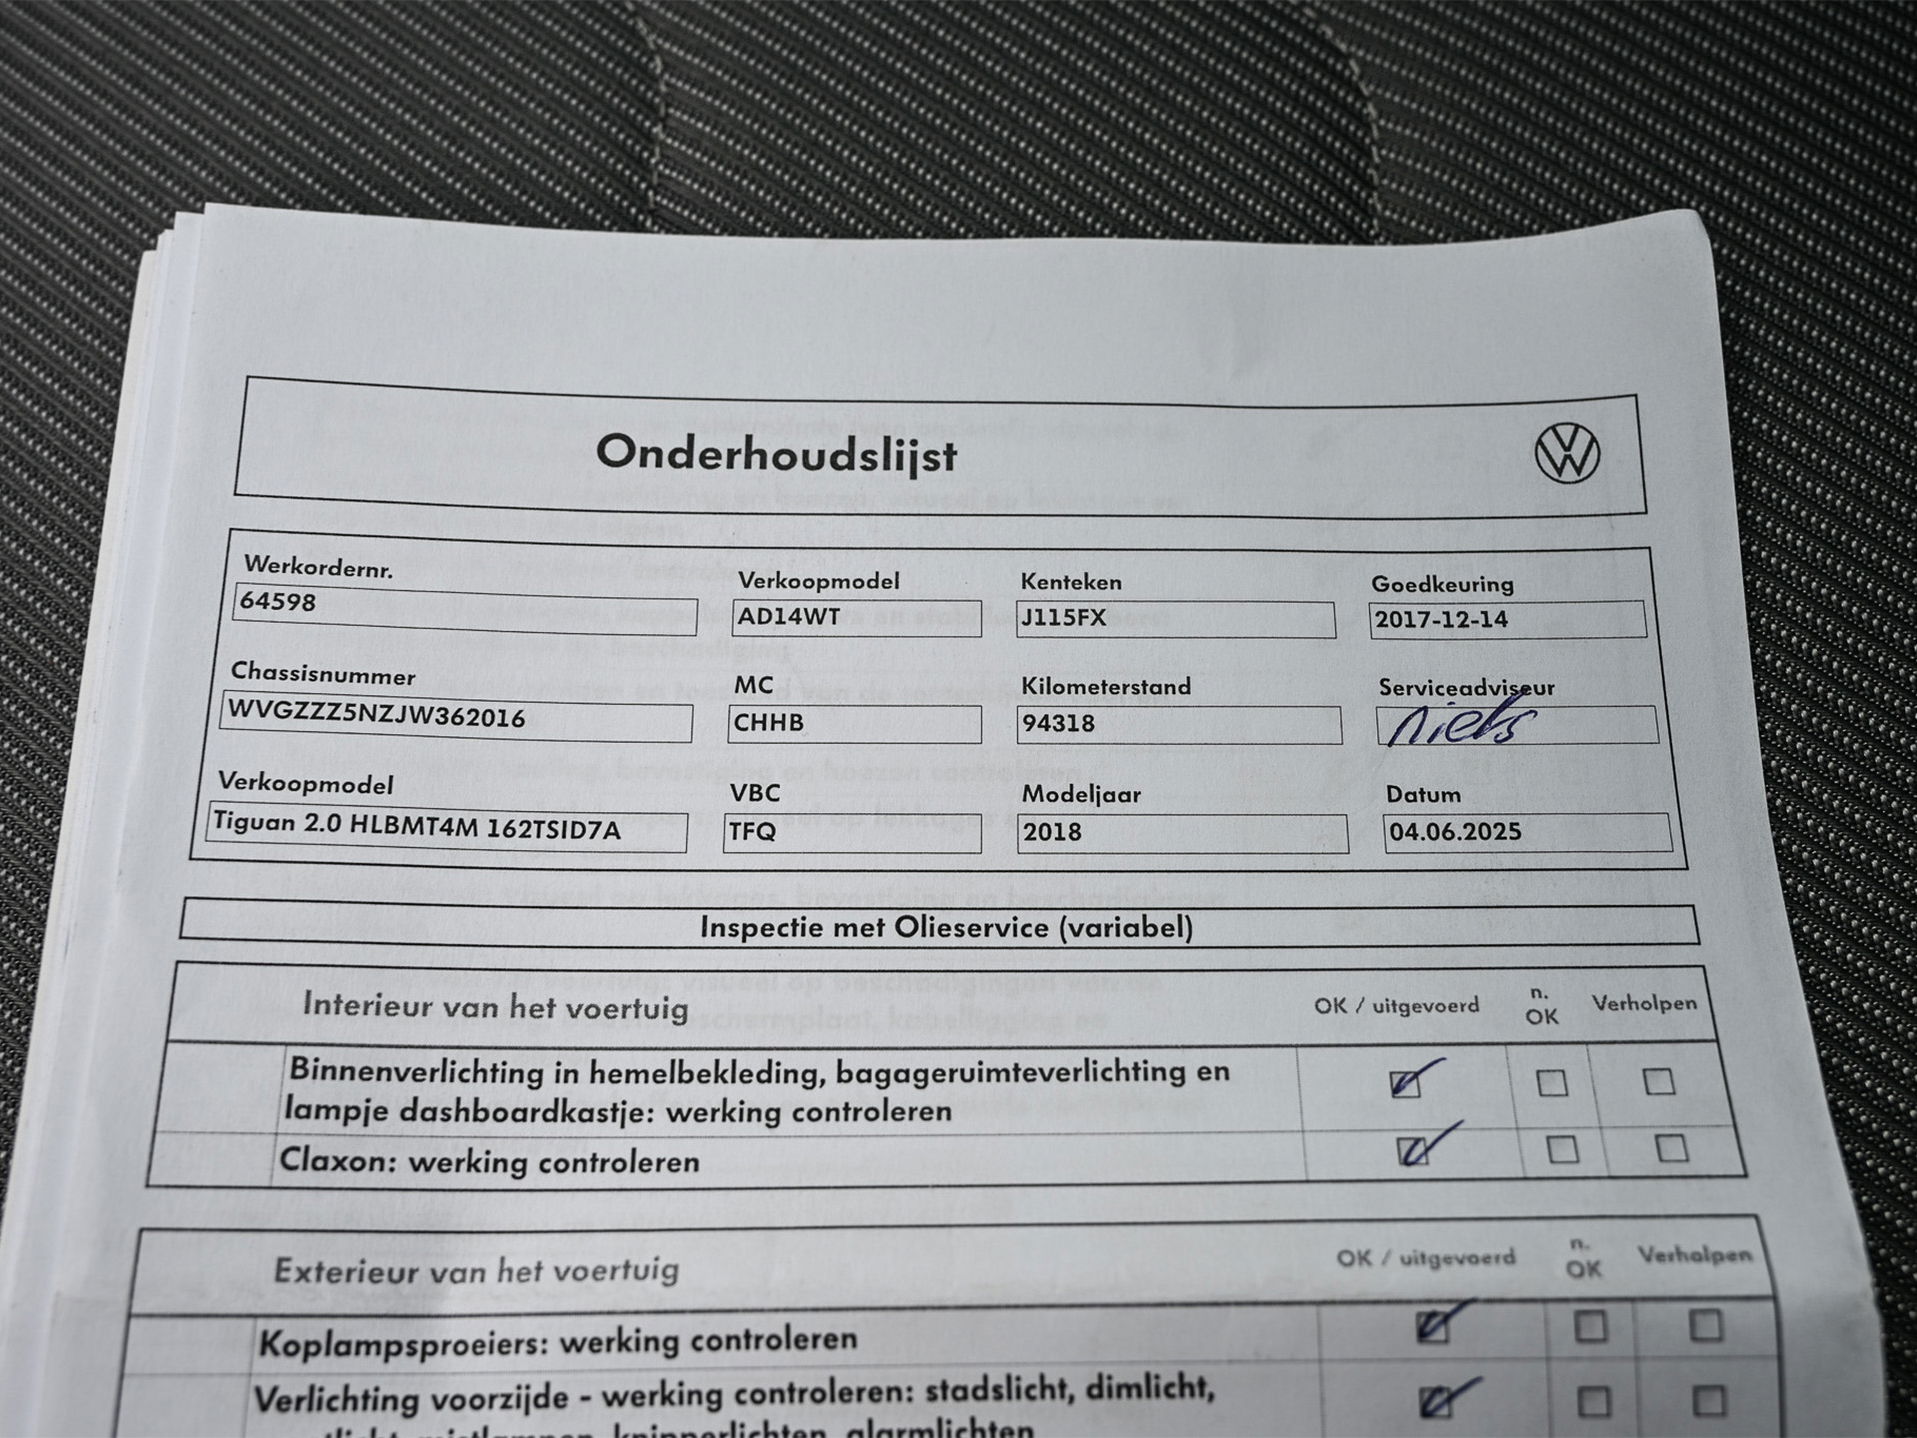 Onderhoudslijst
Werkordernr. Verkoopmodel Kenteken Goedkeuring
64598 AD14WT J115FX 2017-12-14
Chassisnummer MC Kilometerstand Serviceadviseur
WVGZZZ5NZJW362016 CHHB 94318 niels
Verkoopmodel VBC Modeljaar Datum
Tiguan 2.0 HLBMT4M 162TSID7A TFQ 2018 04.06.2025
Inspectie met Olieservice (variabel)
Interieur van het voertuig OK / uitgevoerd n. OK Verholpen
Binnenverlichting in hemelbekleding, bagageruimteverlichting en
lampje dashboardkastje: werking controleren
Claxon: werking controleren
Exterieur van het voertuig OK / uitgevoerd n. OK Verholpen
Koplampsproeiers: werking controleren
Verlichting voorzijde - werking controleren: stadslicht, dimlicht,
mistlampen, knipperlichten, alarmlichten